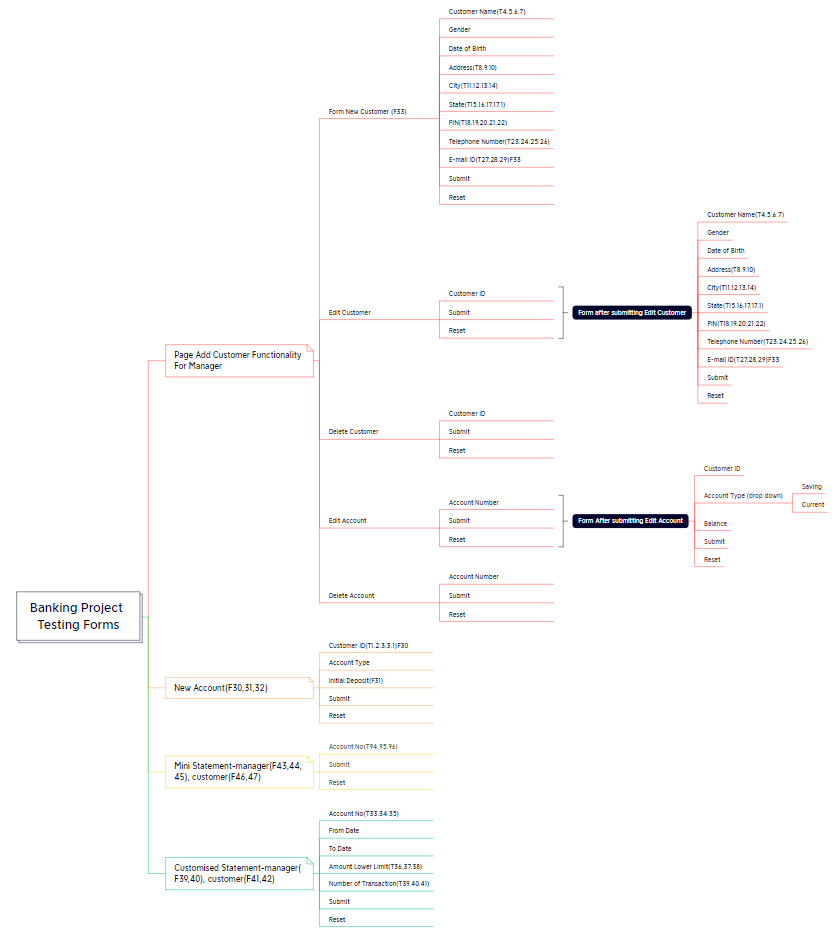 Banking Project
Testing Forms
Page Add Customer Functionality
For Manager
Form New Customer (F33)
Customer Name(T4.5.6.7)
Gender
Date of Birth
Address(T8.9.10)
City(T11.12.13.14)
State(T15.16.17.17.1)
PIN(T18.19.20.21.22)
Telephone Number(T23.24.25.26)
E-mail ID(T27.28.29)F33
Submit
Reset
Edit Customer
Customer ID
Submit
Reset
Form after submitting Edit Customer
Customer Name(T4.5.6.7)
Gender
Date of Birth
Address(T8.9.10)
City(T11.12.13.14)
State(T15.16.17.17.1)
PIN(T18.19.20.21.22)
Telephone Number(T23.24.25.26)
E-mail ID(T27.28.29)F33
Submit
Reset
Delete Customer
Customer ID
Submit
Reset
Edit Account
Account Number
Submit
Reset
Form After submitting Edit Account
Customer ID
Account Type (drop down)
Saving
Current
Balance
Submit
Reset
Delete Account
Account Number
Submit
Reset
New Account(F30,31,32)
Customer ID(T1.2.3.3.1)F30
Account Type
Initial Deposit(F31)
Submit
Reset
Mini Statement-manager(F43,44,
45), customer(F46,47)
Account No(T94.95.96)
Submit
Reset
Customised Statement-manager(
F39,40), customer(F41,42)
Account No(T33.34.35)
From Date
To Date
Amount Lower Limit(T36.37.38)
Number of Transaction(T39.40.41)
Submit
Reset